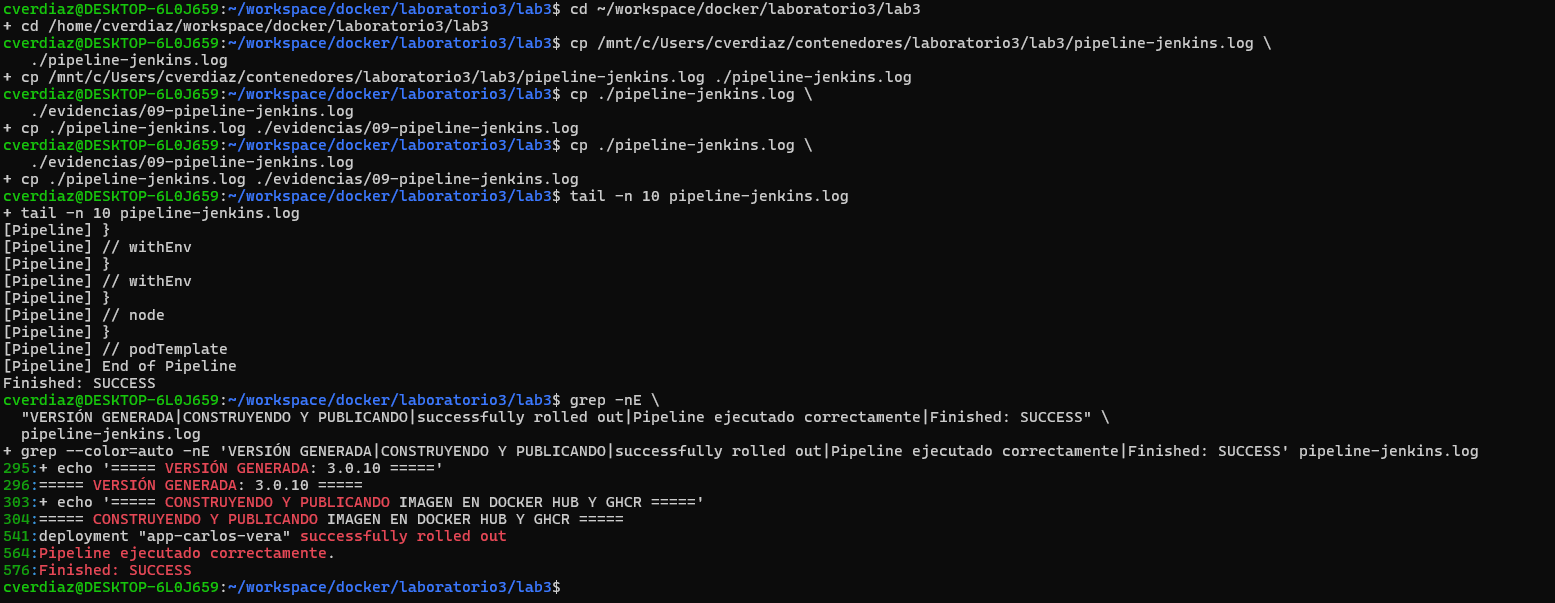 cverdiaz@DESKTOP-6L0J659:~/workspace/docker/laboratorio3/lab3$ cd ~/workspace/docker/laboratorio3/lab3
+ cd /home/cverdiaz/workspace/docker/laboratorio3/lab3
cverdiaz@DESKTOP-6L0J659:~/workspace/docker/laboratorio3/lab3$ cp /mnt/c/Users/cverdiaz/contenedores/laboratorio3/lab3/pipeline-jenkins.log \
   ./pipeline-jenkins.log
+ cp /mnt/c/Users/cverdiaz/contenedores/laboratorio3/lab3/pipeline-jenkins.log ./pipeline-jenkins.log
cverdiaz@DESKTOP-6L0J659:~/workspace/docker/laboratorio3/lab3$ cp ./pipeline-jenkins.log \
   ./evidencias/09-pipeline-jenkins.log
+ cp ./pipeline-jenkins.log ./evidencias/09-pipeline-jenkins.log
cverdiaz@DESKTOP-6L0J659:~/workspace/docker/laboratorio3/lab3$ cp ./pipeline-jenkins.log \
   ./evidencias/09-pipeline-jenkins.log
+ cp ./pipeline-jenkins.log ./evidencias/09-pipeline-jenkins.log
cverdiaz@DESKTOP-6L0J659:~/workspace/docker/laboratorio3/lab3$ tail -n 10 pipeline-jenkins.log
+ tail -n 10 pipeline-jenkins.log
[Pipeline] }
[Pipeline] // withEnv
[Pipeline] }
[Pipeline] // withEnv
[Pipeline] }
[Pipeline] // node
[Pipeline] }
[Pipeline] // podTemplate
[Pipeline] End of Pipeline
Finished: SUCCESS
cverdiaz@DESKTOP-6L0J659:~/workspace/docker/laboratorio3/lab3$ grep -nE \
  "VERSIÓN GENERADA|CONSTRUYENDO Y PUBLICANDO|successfully rolled out|Pipeline ejecutado correctamente|Finished: SUCCESS" \
  pipeline-jenkins.log
+ grep --color=auto -nE 'VERSIÓN GENERADA|CONSTRUYENDO Y PUBLICANDO|successfully rolled out|Pipeline ejecutado correctamente|Finished: SUCCESS' pipeline-jenkins.log
295:+ echo '===== VERSIÓN GENERADA: 3.0.10 ====='
296:===== VERSIÓN GENERADA: 3.0.10 =====
303:+ echo '===== CONSTRUYENDO Y PUBLICANDO IMAGEN EN DOCKER HUB Y GHCR ====='
304:===== CONSTRUYENDO Y PUBLICANDO IMAGEN EN DOCKER HUB Y GHCR =====
541:deployment "app-carlos-vera" successfully rolled out
564:Pipeline ejecutado correctamente.
576:Finished: SUCCESS
cverdiaz@DESKTOP-6L0J659:~/workspace/docker/laboratorio3/lab3$